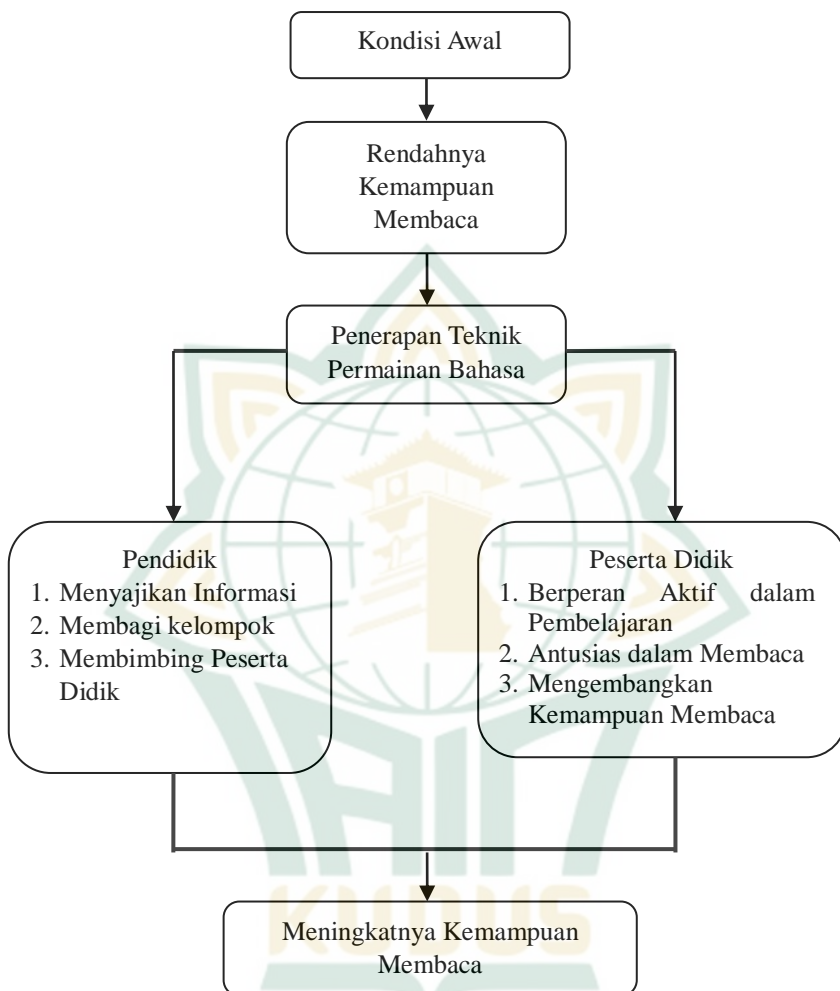 Kondisi Awal
Rendahnya
Kemampuan
Membaca
Penerapan Teknik
Permainan Bahasa
Pendidik
1. Menyajikan Informasi
2. Membagi kelompok
3. Membimbing Peserta
Didik
Peserta Didik
1. Berperan Aktif dalam
Pembelajaran
2. Antusias dalam Membaca
3. Mengembangkan
Kemampuan Membaca
IAIN
KUDUS
Meningkatnya Kemampuan
Membaca